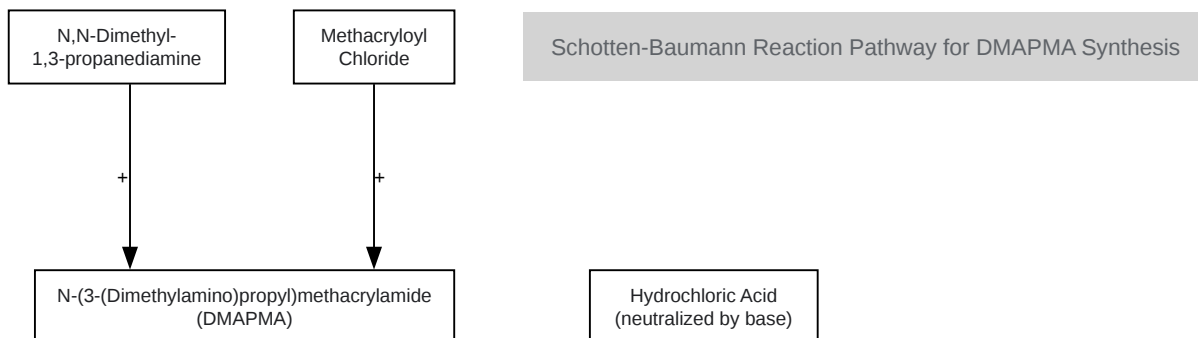 N,N-Dimethyl-
1,3-propanediamine
Methacryloyl
Chloride
Schotten-Baumann Reaction Pathway for DMAPMA Synthesis
+
+
N-(3-(Dimethylamino)propyl)methacrylamide
(DMAPMA)
Hydrochloric Acid
(neutralized by base)